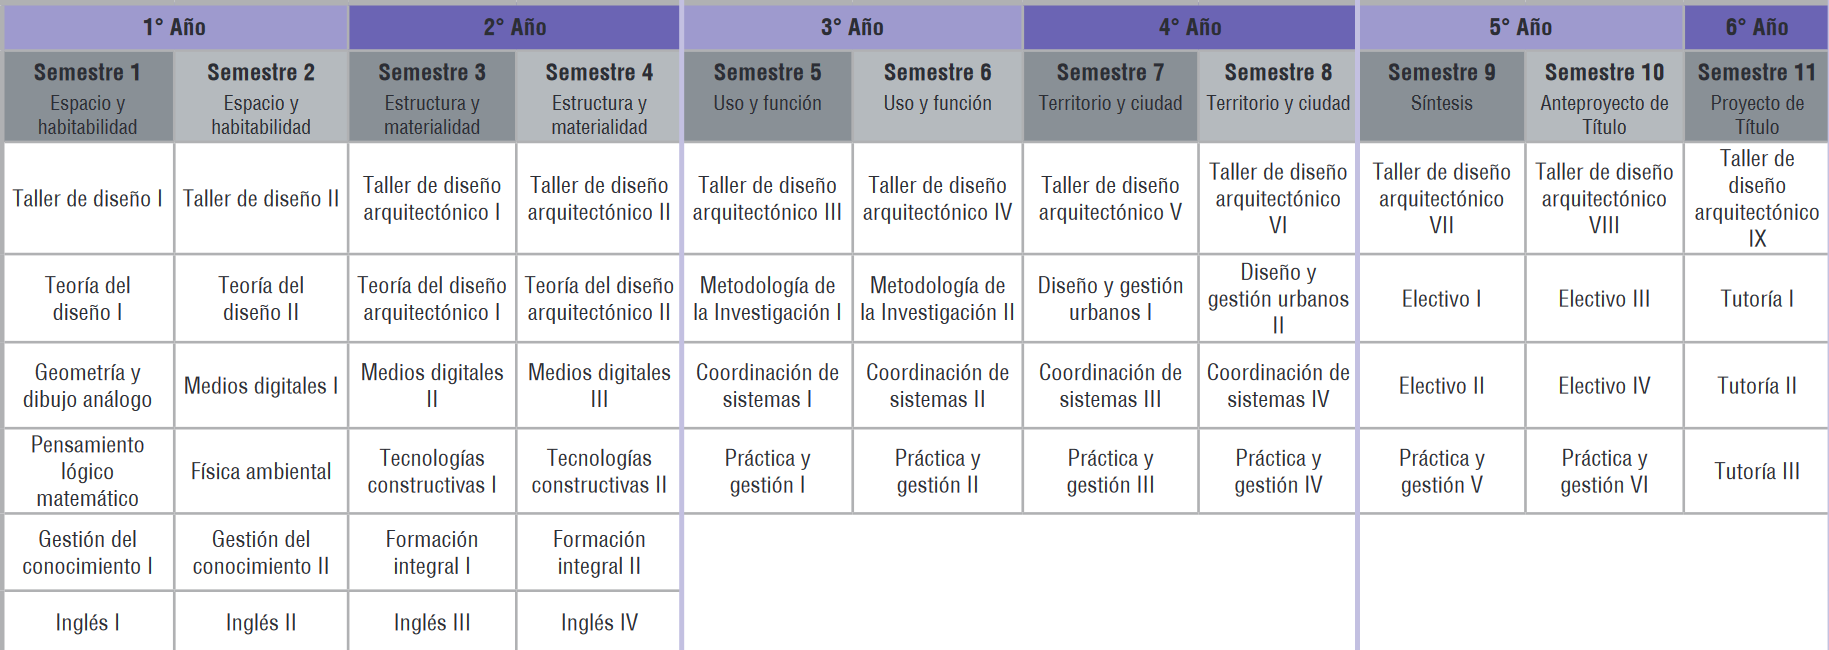 1° Año 2° Año 3° Año 4° Año 5° Año 6° Año
Semestre 1 Semestre 2 Semestre 3 Semestre 4 Semestre 5 Semestre 6 Semestre 7 Semestre 8 Semestre 9 Semestre 10 Semestre 11
Espacio y Espacio y Estructura y Estructura y Uso y función Uso y función Territorio y ciudad Territorio y ciudad Síntesis Anteproyecto de Proyecto de
habitabilidad habitabilidad materialidad materialidad Título Título
Taller de diseño I
Taller de diseño II
Taller de diseño
arquitectónico I
Taller de diseño
arquitectónico II
Taller de diseño
arquitectónico III
Taller de diseño
arquitectónico IV
Taller de diseño
arquitectónico V
Taller de diseño
arquitectónico
VI
Taller de diseño
arquitectónico
VII
Taller de diseño
arquitectónico
VIII
Taller de
diseño
arquitectónico
IX
Teoría del
diseño I
Teoría del
diseño II
Teoría del diseño
arquitectónico I
Teoría del diseño
arquitectónico II
Metodología de
la Investigación I
Metodología de
la Investigación II
Diseño y gestión
urbanos I
Diseño y
gestión urbanos
II
Electivo I
Electivo III
Tutoría I
Geometría y
dibujo análogo
Medios digitales I
Medios digitales
II
Medios digitales
III
Coordinación de
sistemas I
Coordinación de
sistemas II
Coordinación de
sistemas III
Coordinación de
sistemas IV
Electivo II
Electivo IV
Tutoría II
Pensamiento
lógico
matemático
Física ambiental
Tecnologías
constructivas I
Tecnologías
constructivas II
Práctica y
gestión I
Práctica y
gestión II
Práctica y
gestión III
Práctica y
gestión IV
Práctica y
gestión V
Práctica y
gestión VI
Tutoría III
Gestión del
conocimiento I
Gestión del
conocimiento II
Formación
integral I
Formación
integral II
Inglés I
Inglés II
Inglés III
Inglés IV